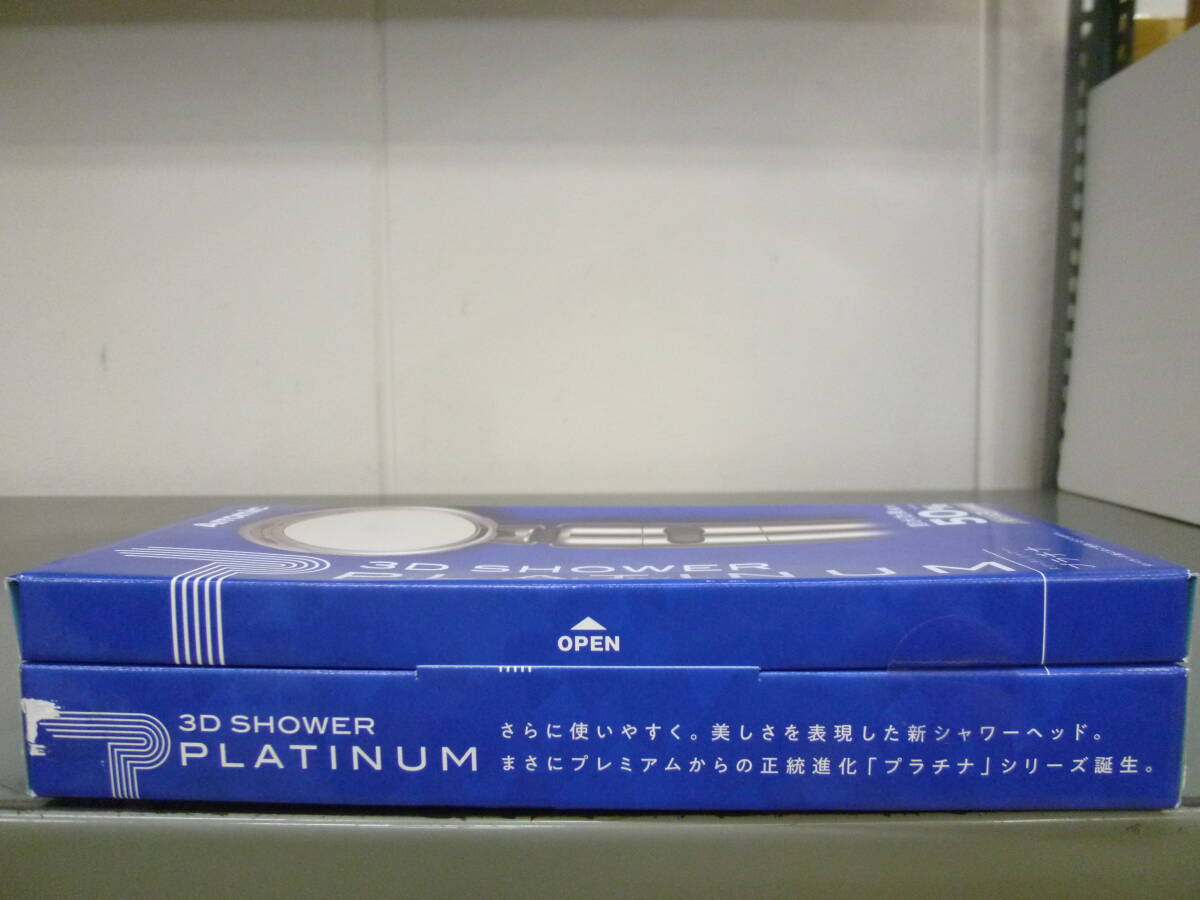 3D SHOWER
PLATINUM
OPEN
3D SHOWER
PLATINUM
さらに使いやすく。美しさを表現した新シャワーヘッド。
まさにプレミアムからの正統進化「プラチナ」シリーズ誕生。